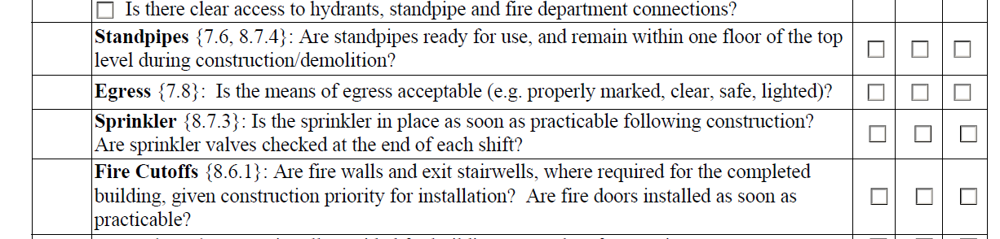 Is there clear access to hydrants, standpipe and fire department connections?
Standpipes {7.6, 8.7.4}: Are standpipes ready for use, and remain within one floor of the top
level during construction/demolition?
Egress {7.8}: Is the means of egress acceptable (e.g. properly marked, clear, safe, lighted)?
Sprinkler {8.7.3}: Is the sprinkler in place as soon as practicable following construction?
Are sprinkler valves checked at the end of each shift?
Fire Cutoffs {8.6.1}: Are fire walls and exit stairwells, where required for the completed
building, given construction priority for installation?  Are fire doors installed as soon as
practicable?